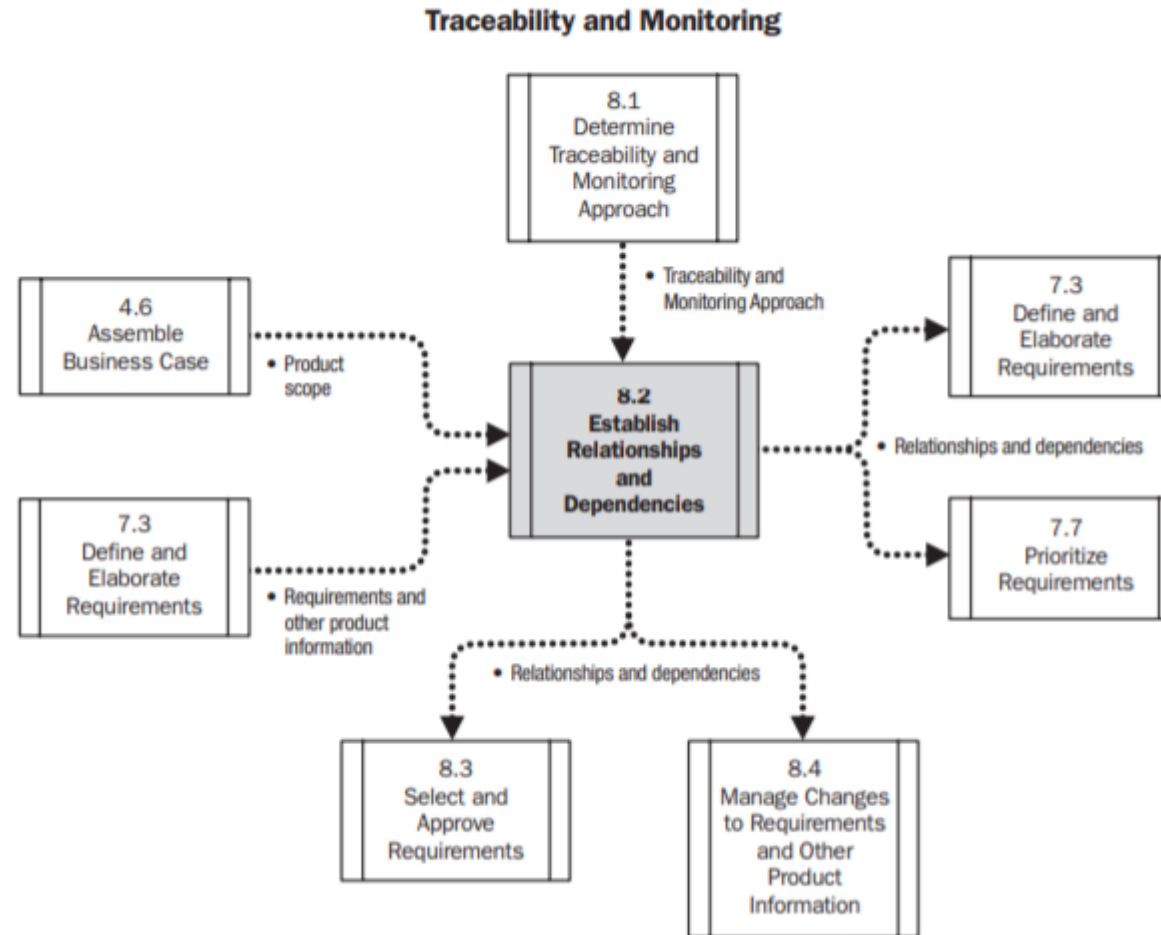 Traceability and Monitoring
8.1
Determine
Traceability and
Monitoring
Approach
• Traceability and
Monitoring Approach
4.6
Assemble
Business Case
• Product
scope
7.3
Define and
Elaborate
Requirements
8.2
Establish
Relationships
and
Dependencies
• Relationships and dependencies
7.3
Define and
Elaborate
Requirements
• Requirements and
other product
information
7.7
Prioritize
Requirements
• Relationships and dependencies
8.3
Select and
Approve
Requirements
8.4
Manage Changes
to Requirements
and Other
Product
Information